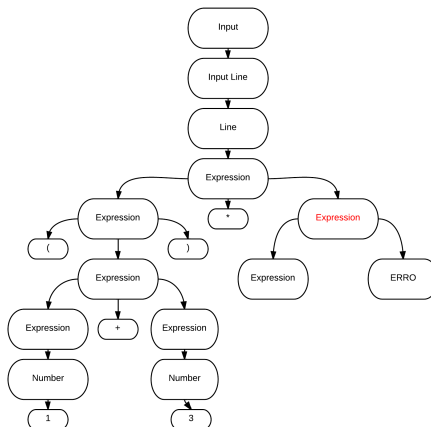 Input
Input Line
Line
Expression
Expression
*
Expression
(
)
Expression
Expression
ERRO
Expression
+
Expression
Number
Number
1
3